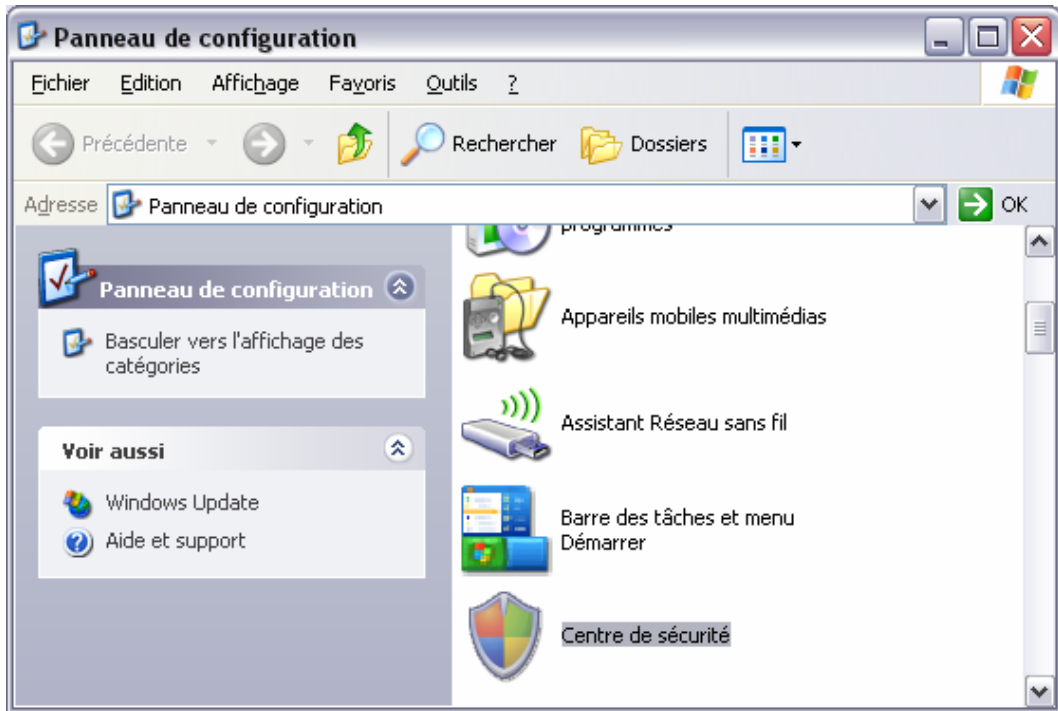 Panneau de configuration
Fichier Edition Affichage Favoris Outils ?
Précédente Rechercher Dossiers
Adresse Panneau de configuration OK
Panneau de configuration
Basculer vers l'affichage des
catégories
Voir aussi
Windows Update
Aide et support
programmes
Appareils mobiles multimédias
Assistant Réseau sans fil
Barre des tâches et menu
Démarrer
Centre de sécurité